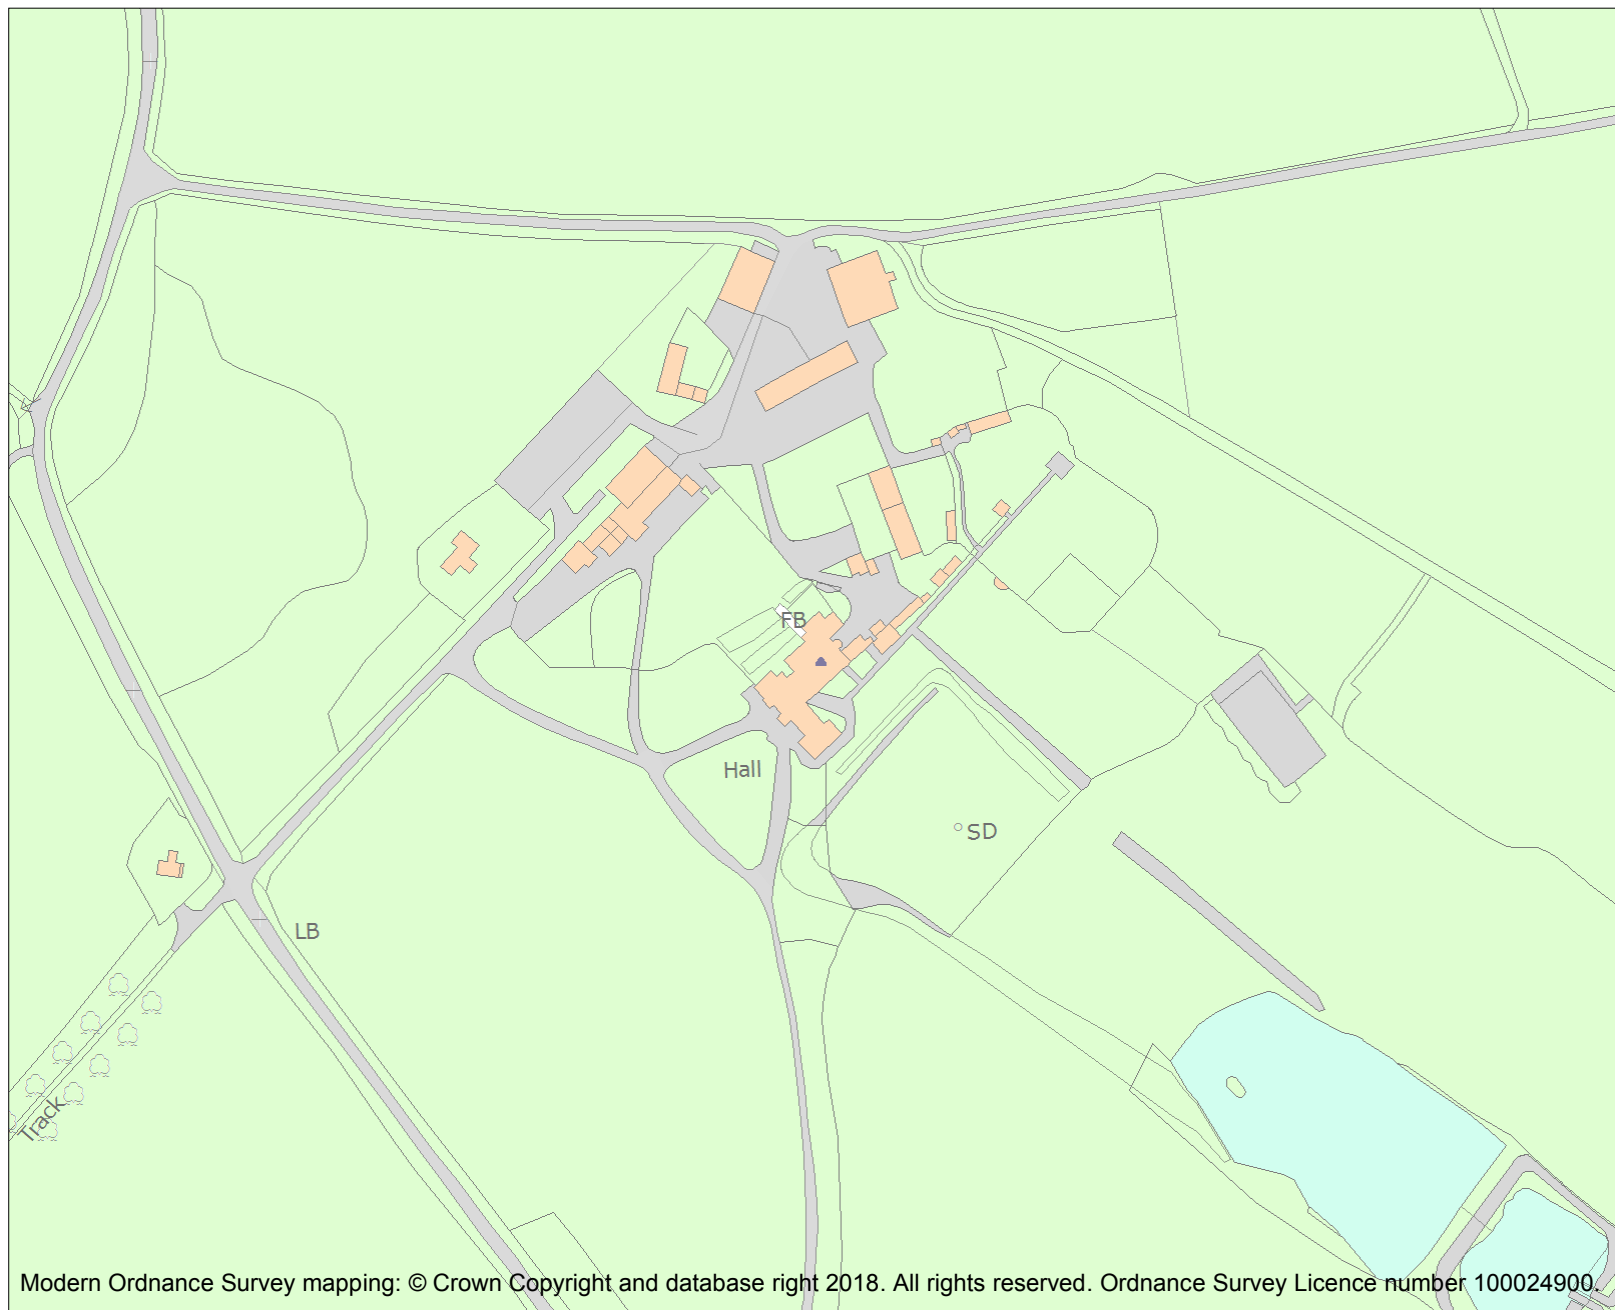 FB
Hall
SD
LB
Track
Modern Ordnance Survey mapping: © Crown Copyright and database right 2018. All rights reserved. Ordnance Survey Licence number 100024900.